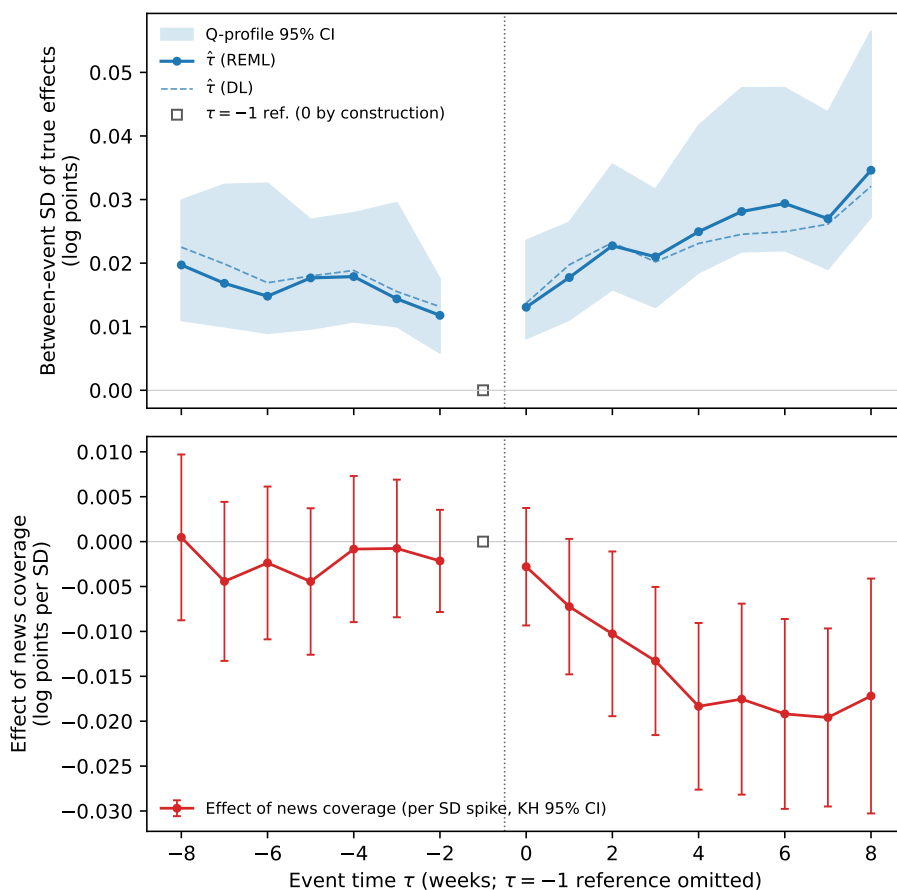 Between-event SD of true effects
(log points)
0.05
0.04
0.03
0.02
0.01
0.00
Q-profile 95% CI
τ̂ (REML)
τ̂ (DL)
τ = −1 ref. (0 by construction)
Effect of news coverage
(log points per SD)
0.010
0.005
0.000
−0.005
−0.010
−0.015
−0.020
−0.025
−0.030
Effect of news coverage (per SD spike, KH 95% CI)
−8 −6 −4 −2 0 2 4 6 8
Event time τ (weeks; τ = −1 reference omitted)